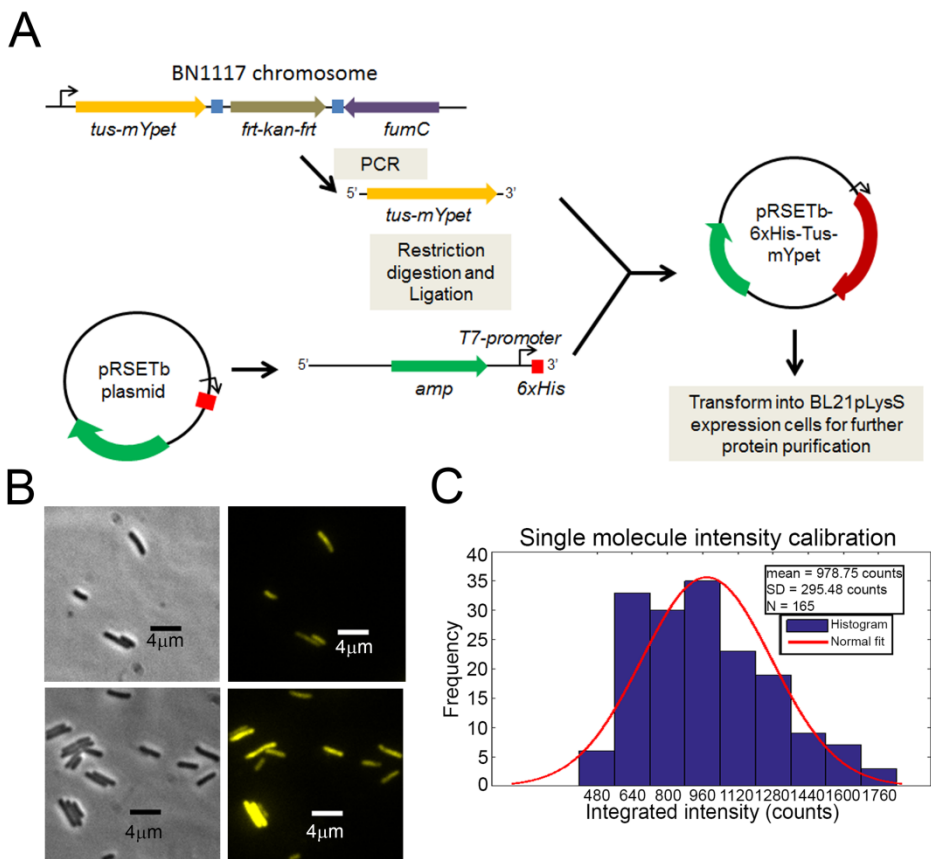 A
BN1117 chromosome
tus-mYpet
frt-kan-frt
fumC
PCR
5’
3’
tus-mYpet
Restriction
digestion and
Ligation
pRSETb
plasmid
T7-promoter
5’
3’
amp
6xHis
pRSETb-
6xHis-Tus-
mYpet
Transform into BL21pLysS
expression cells for further
protein purification
B
4μm
4μm
4μm
4μm
C
Single molecule intensity calibration
mean = 978.75 counts
SD = 295.48 counts
N = 165
Histogram
Normal fit
Frequency
40
35
30
25
20
15
10
5
0
480 640 800 960 1120 1280 1440 1600 1760
Integrated intensity (counts)